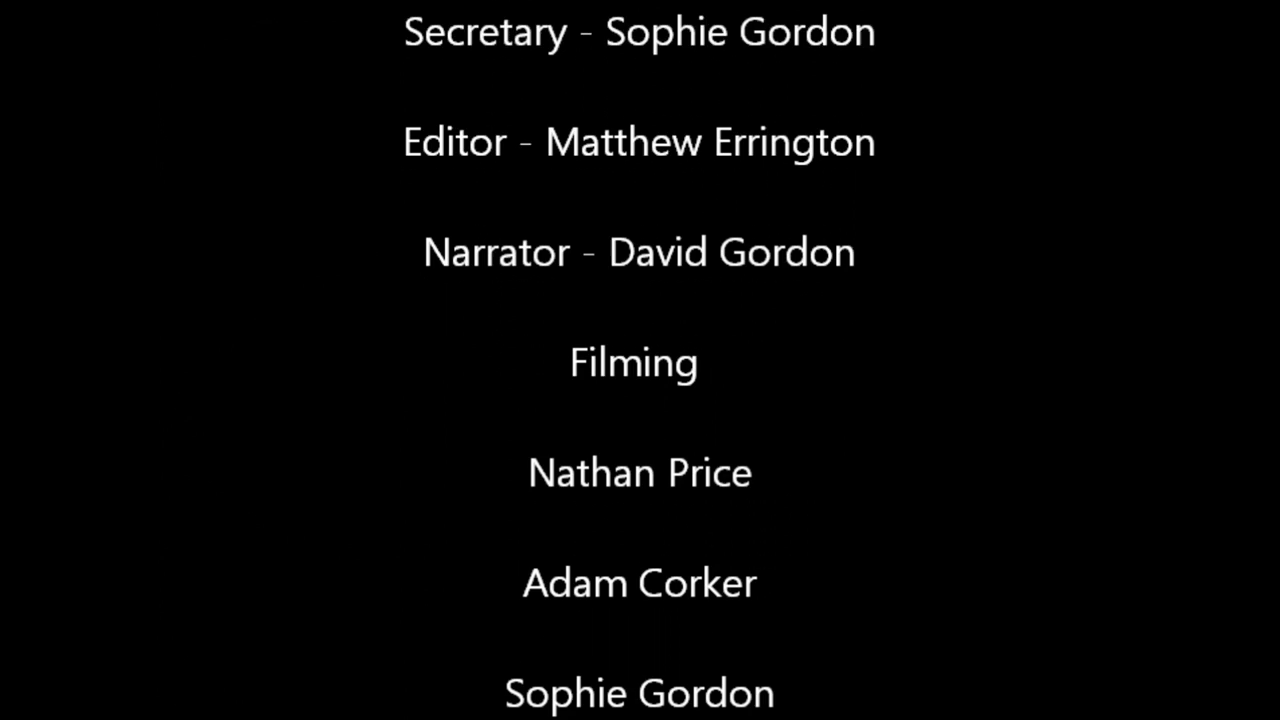 Secretary - Sophie Gordon
Editor - Matthew Errington
Narrator - David Gordon
Filming
Nathan Price
Adam Corker
Sophie Gordon